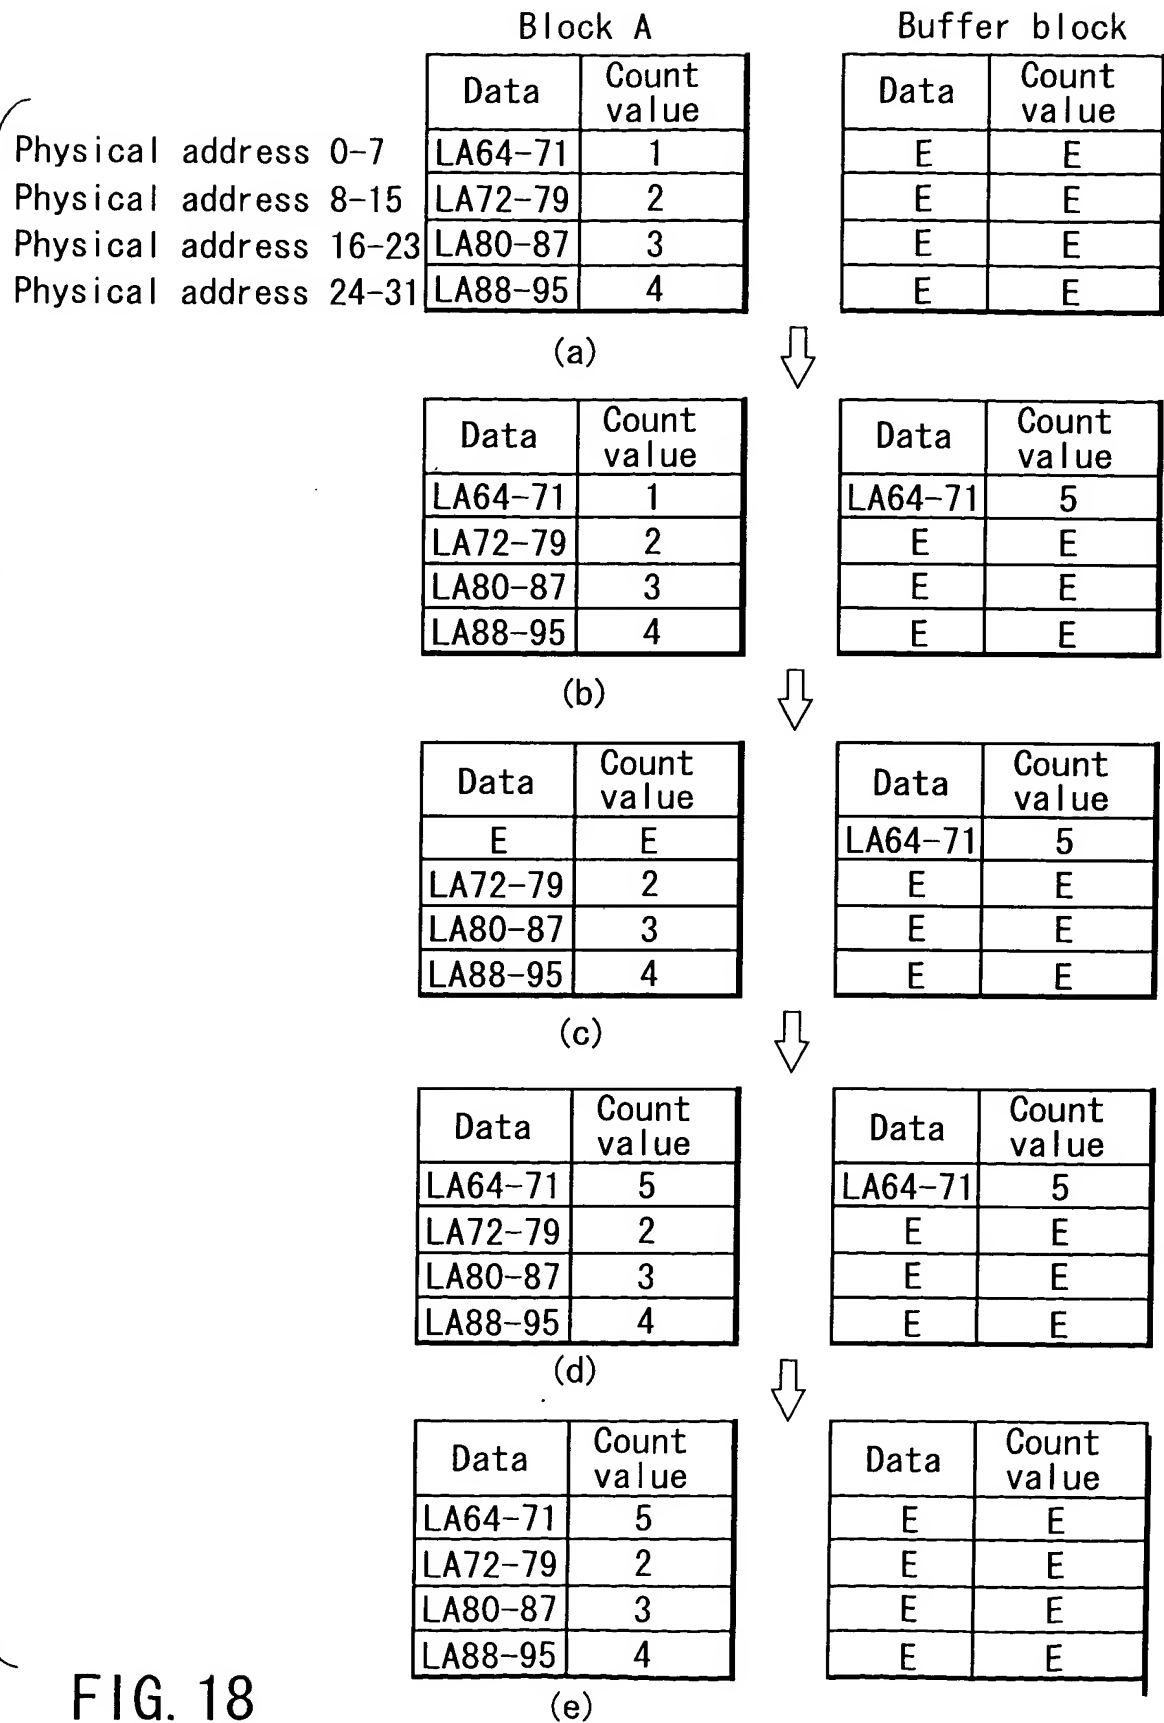 Block A Buffer block
Data Count value Data Count value
Physical address 0-7 LA64-71 1 E E
Physical address 8-15 LA72-79 2 E E
Physical address 16-23 LA80-87 3 E E
Physical address 24-31 LA88-95 4 E E
(a)
Data Count value Data Count value
LA64-71 1 LA64-71 5
LA72-79 2 E E
LA80-87 3 E E
LA88-95 4 E E
(b)
Data Count value Data Count value
E E LA64-71 5
LA72-79 2 E E
LA80-87 3 E E
LA88-95 4 E E
(c)
Data Count value Data Count value
LA64-71 5 LA64-71 5
LA72-79 2 E E
LA80-87 3 E E
LA88-95 4 E E
(d)
Data Count value Data Count value
LA64-71 5 E E
LA72-79 2 E E
LA80-87 3 E E
LA88-95 4 E E
(e)
FIG. 18